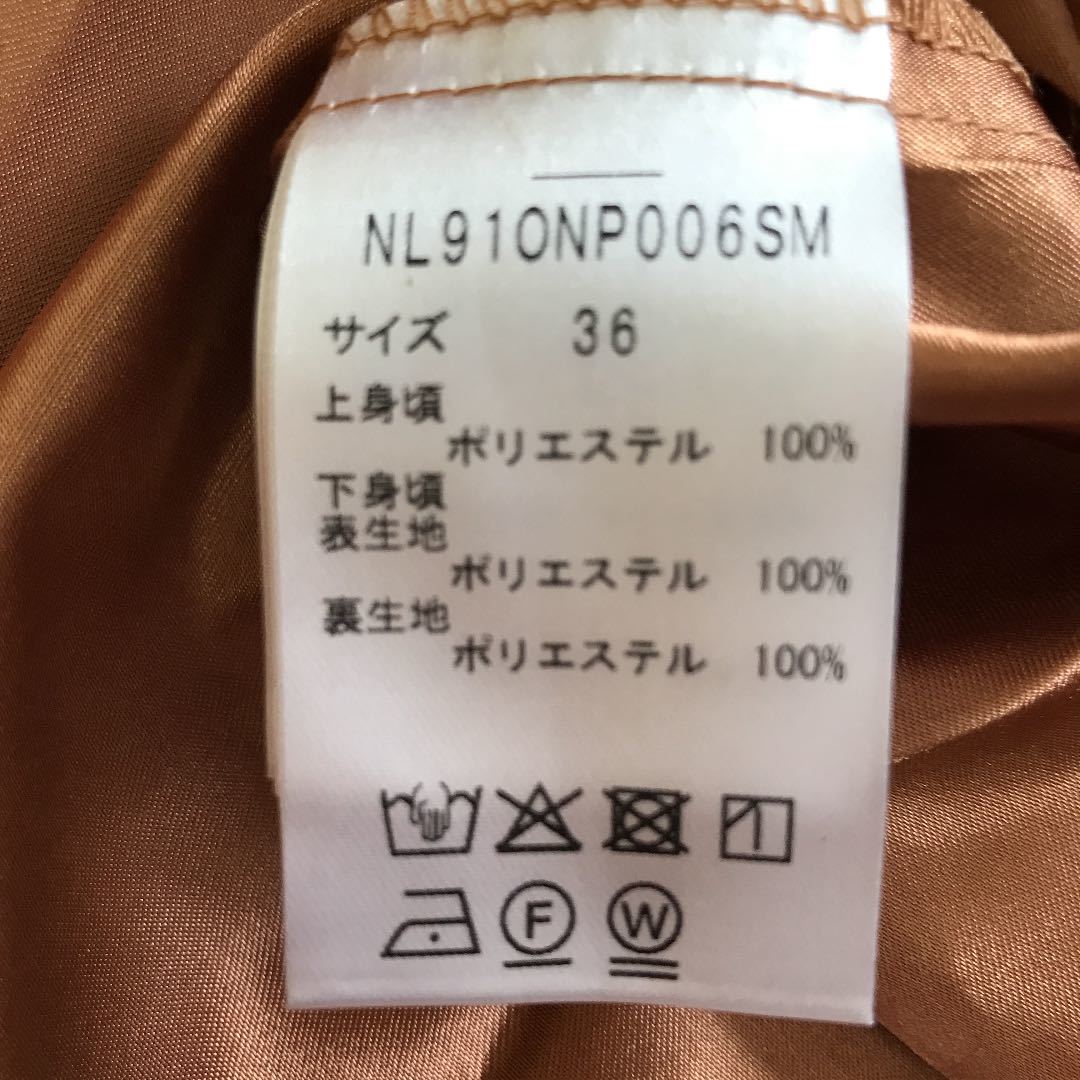 NL910NP006SM
サイズ 36
上身頃
ポリエステル 100%
下身頃
表生地
ポリエステル 100%
裏生地
ポリエステル 100%
F W